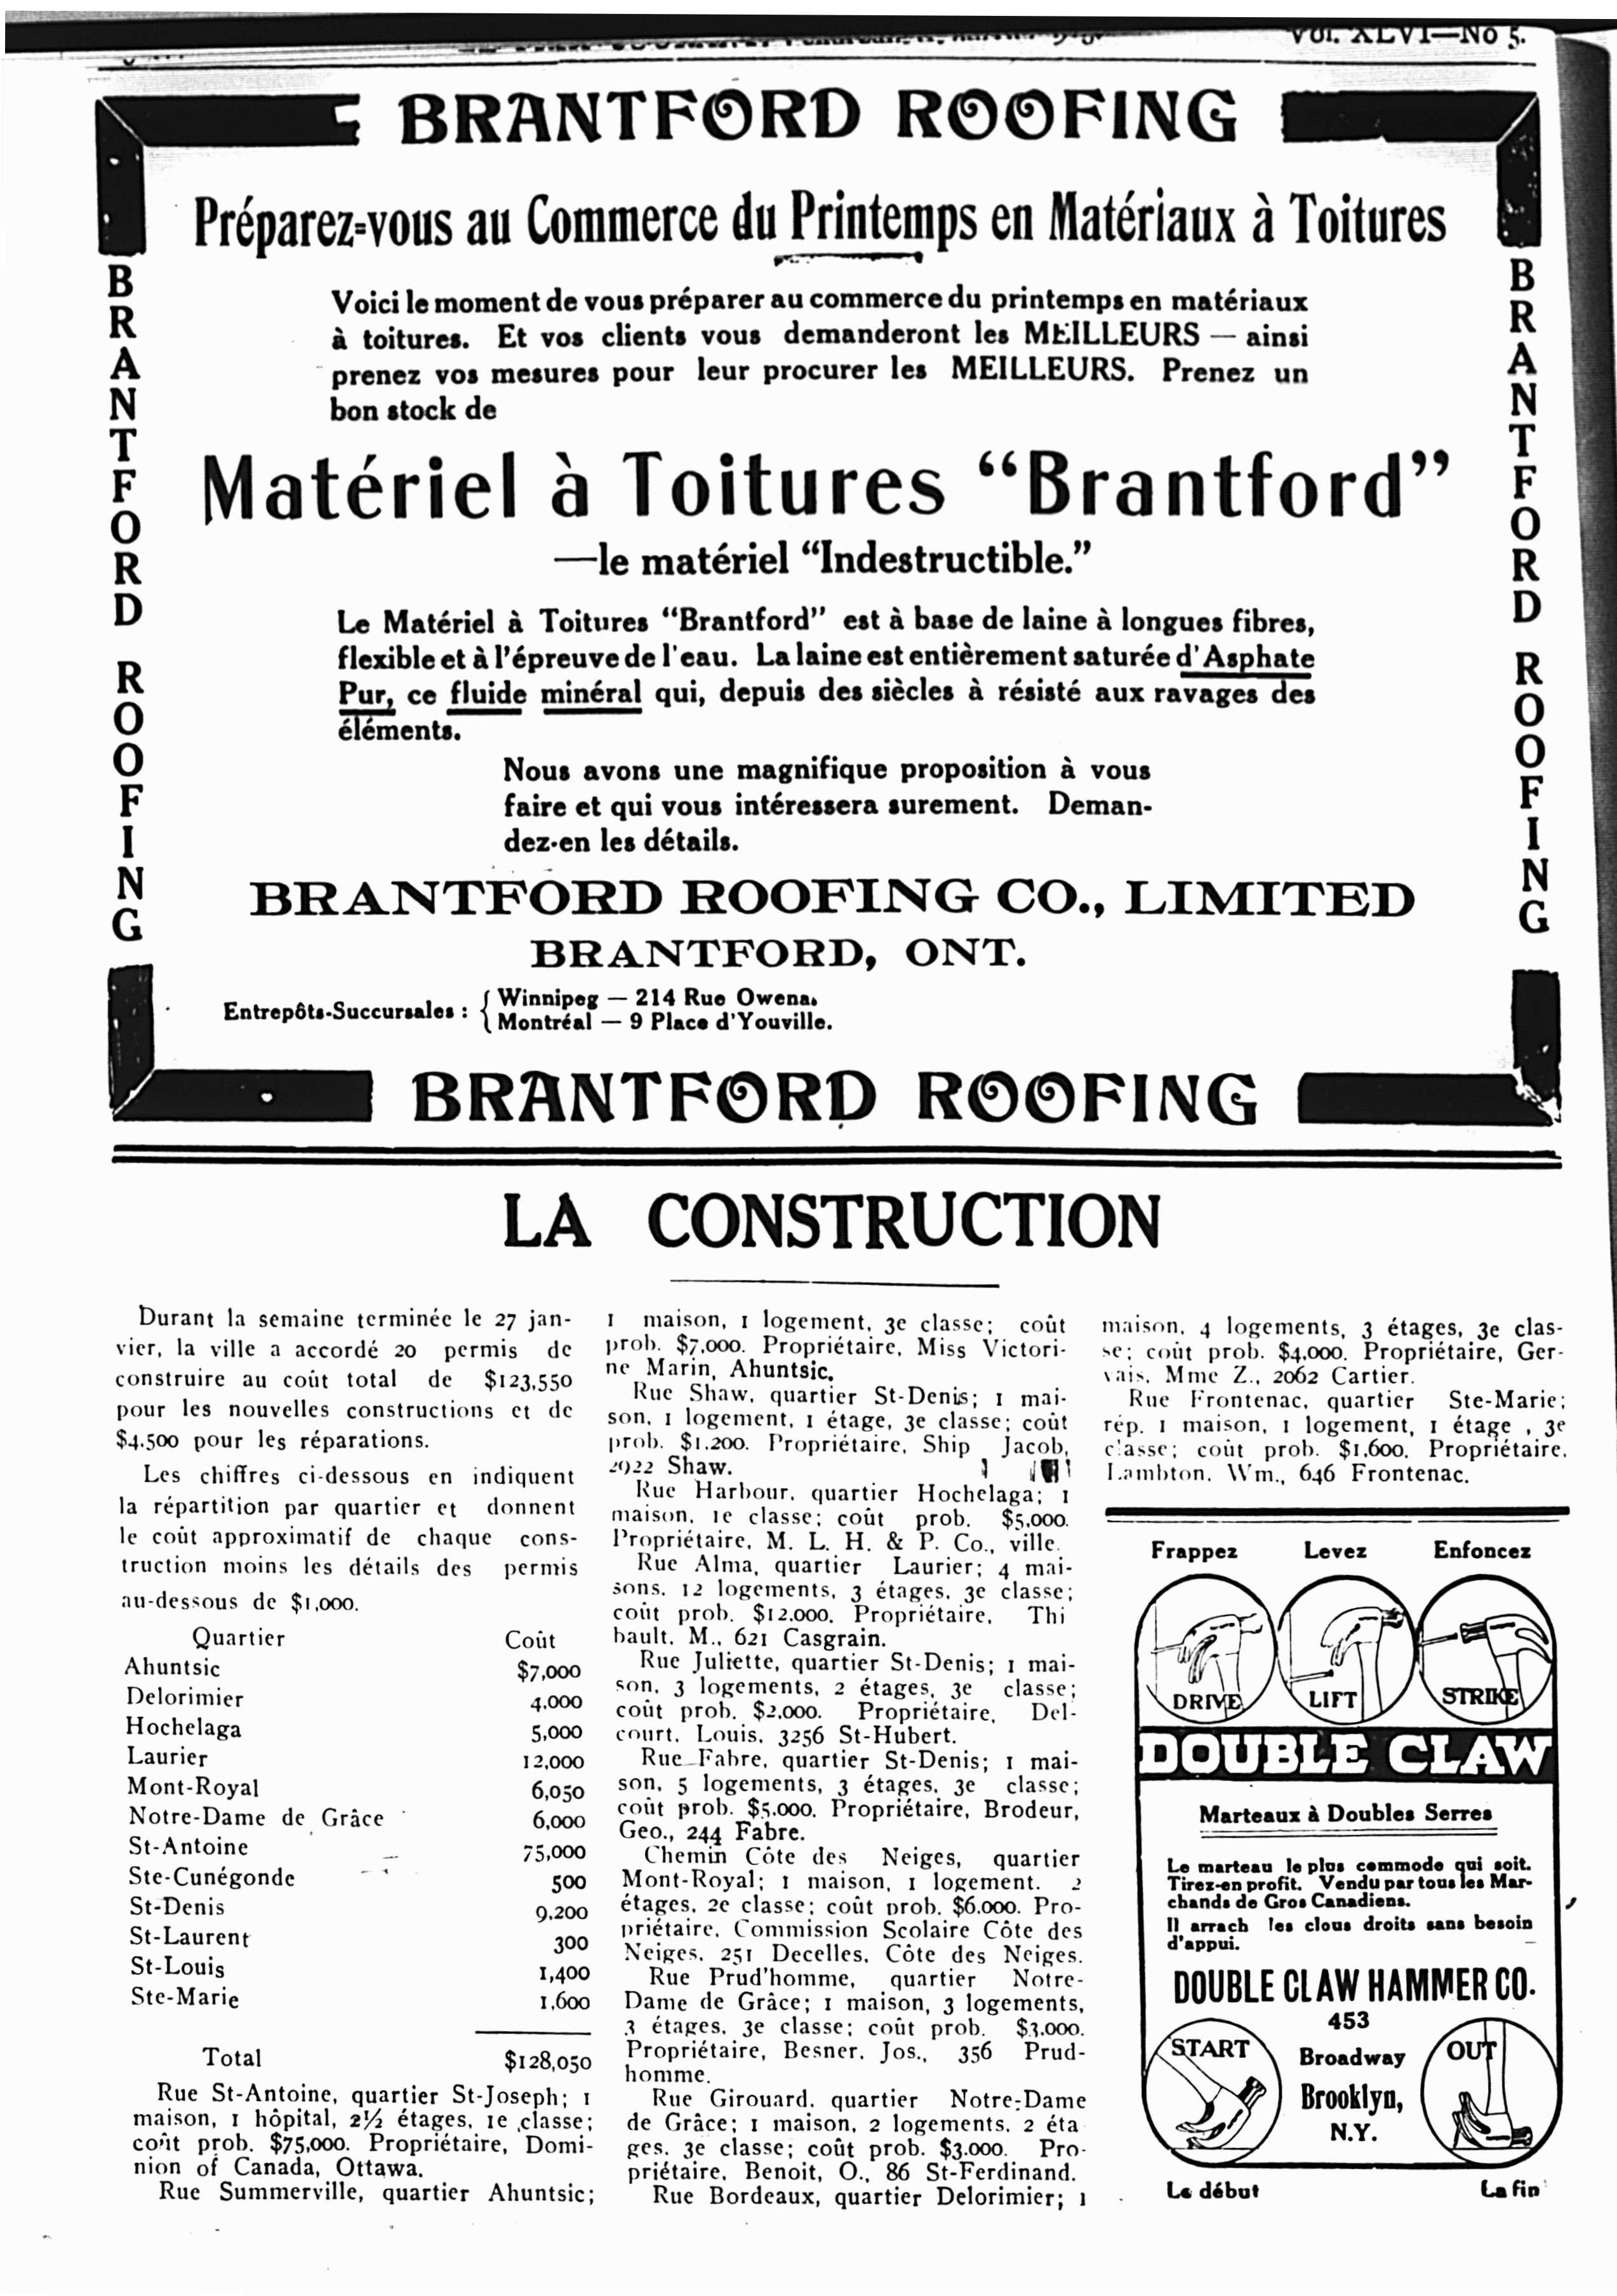 Vol. XLVI—No 5.
BRANTFORD ROOFING
BRANTFORD ROOFING
BRANTFORD ROOFING
Préparez-vous au Commerce du Printemps en Matériaux à Toitures
Voici le moment de vous préparer au commerce du printemps en matériaux
à toitures. Et vos clients vous demanderont les MEILLEURS — ainsi
prenez vos mesures pour leur procurer les MEILLEURS. Prenez un
bon stock de
Matériel à Toitures “Brantford”
—le matériel “Indestructible.”
Le Matériel à Toitures “Brantford” est à base de laine à longues fibres,
flexible et à l'épreuve de l'eau. La laine est entièrement saturée d'Asphate
Pur, ce fluide minéral qui, depuis des siècles à résisté aux ravages des
éléments.
Nous avons une magnifique proposition à vous
faire et qui vous intéressera surement. Deman-
dez-en les détails.
BRANTFORD ROOFING CO., LIMITED
BRANTFORD, ONT.
Entrepôts-Succursales :
Winnipeg — 214 Rue Owena.
Montréal — 9 Place d'Youville.
BRANTFORD ROOFING
LA CONSTRUCTION
Durant la semaine terminée le 27 jan-
vier, la ville a accordé 20 permis de
construire au coût total de $123,550
pour les nouvelles constructions et de
$4.500 pour les réparations.
Les chiffres ci-dessous en indiquent
la répartition par quartier et donnent
le coût approximatif de chaque cons-
truction moins les détails des permis
au-dessous de $1,000.
Quartier Coût
Ahuntsic $7,000
Delorimier 4.000
Hochelaga 5,000
Laurier 12,000
Mont-Royal 6,050
Notre-Dame de Grâce 6,000
St-Antoine 75,000
Ste-Cunégonde 500
St-Denis 9.200
St-Laurent 300
St-Louis 1,400
Ste-Marie 1,600
Total $128,050
Rue St-Antoine, quartier St-Joseph; 1
maison, 1 hôpital, 2½ étages, 1e classe;
coût prob. $75,000. Propriétaire, Domi-
nion of Canada, Ottawa.
Rue Summerville, quartier Ahuntsic;
1 maison, 1 logement, 3e classe; coût
prob. $7,000. Propriétaire, Miss Victori-
ne Marin, Ahuntsic.
Rue Shaw, quartier St-Denis; 1 mai-
son, 1 logement, 1 étage, 3e classe; coût
prob. $1.200. Propriétaire, Ship Jacob,
2922 Shaw.
Rue Harbour, quartier Hochelaga; 1
maison, 1e classe; coût prob. $5,000.
Propriétaire, M. L. H. & P. Co., ville.
Rue Alma, quartier Laurier; 4 mai-
sons, 12 logements, 3 étages, 3e classe;
coût prob. $12.000. Propriétaire, Thi
bault, M., 621 Casgrain.
Rue Juliette, quartier St-Denis; 1 mai-
son, 3 logements, 2 étages, 3e classe;
coût prob. $2,000. Propriétaire, Del-
court, Louis, 3256 St-Hubert.
Rue Fabre, quartier St-Denis; 1 mai-
son, 5 logements, 3 étages, 3e classe;
coût prob. $5.000. Propriétaire, Brodeur,
Geo., 244 Fabre.
Chemin Côte des Neiges, quartier
Mont-Royal; 1 maison, 1 logement. 2
étages, 2e classe; coût prob. $6.000. Pro-
priétaire, Commission Scolaire Côte des
Neiges, 251 Decelles, Côte des Neiges.
Rue Prud'homme, quartier Notre-
Dame de Grâce; 1 maison, 3 logements,
3 étages, 3e classe; coût prob. $3.000.
Propriétaire, Besner, Jos., 356 Prud-
homme.
Rue Girouard, quartier Notre-Dame
de Grâce; 1 maison, 2 logements, 2 éta
ges, 3e classe; coût prob. $3.000. Pro-
priétaire, Benoit, O., 86 St-Ferdinand.
Rue Bordeaux, quartier Delorimier; 1
maison, 4 logements, 3 étages, 3e clas-
se; coût prob. $4,000. Propriétaire, Ger-
vais, Mme Z., 2062 Cartier.
Rue Frontenac, quartier Ste-Marie;
rép. 1 maison, 1 logement, 1 étage , 3e
classe; coût prob. $1,600. Propriétaire,
Lambton, Wm., 646 Frontenac.
Frappez Levez Enfoncez
DRIVE LIFT STRIKE
DOUBLE CLAW
Marteaux à Doubles Serres
Le marteau le plus commode qui soit.
Tirez-en profit. Vendu par tous les Mar-
chands de Gros Canadiens.
Il arrach les clous droits sans besoin
d'appui.
DOUBLE CLAW HAMMER CO.
453
START Broadway OUT
Brooklyn,
N.Y.
Le début La fin